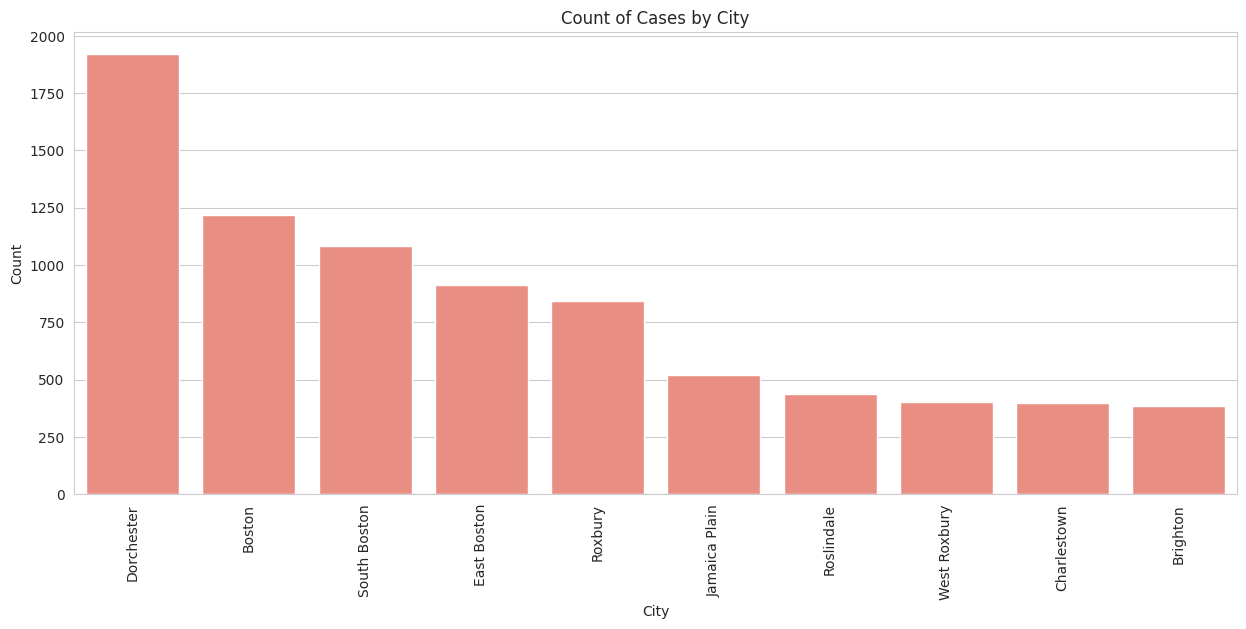 Count of Cases by City
2000
1750
1500
1250
1000
750
500
250
0
Count
Dorchester
Boston
South Boston
East Boston
Roxbury
Jamaica Plain
Roslindale
West Roxbury
Charlestown
Brighton
City